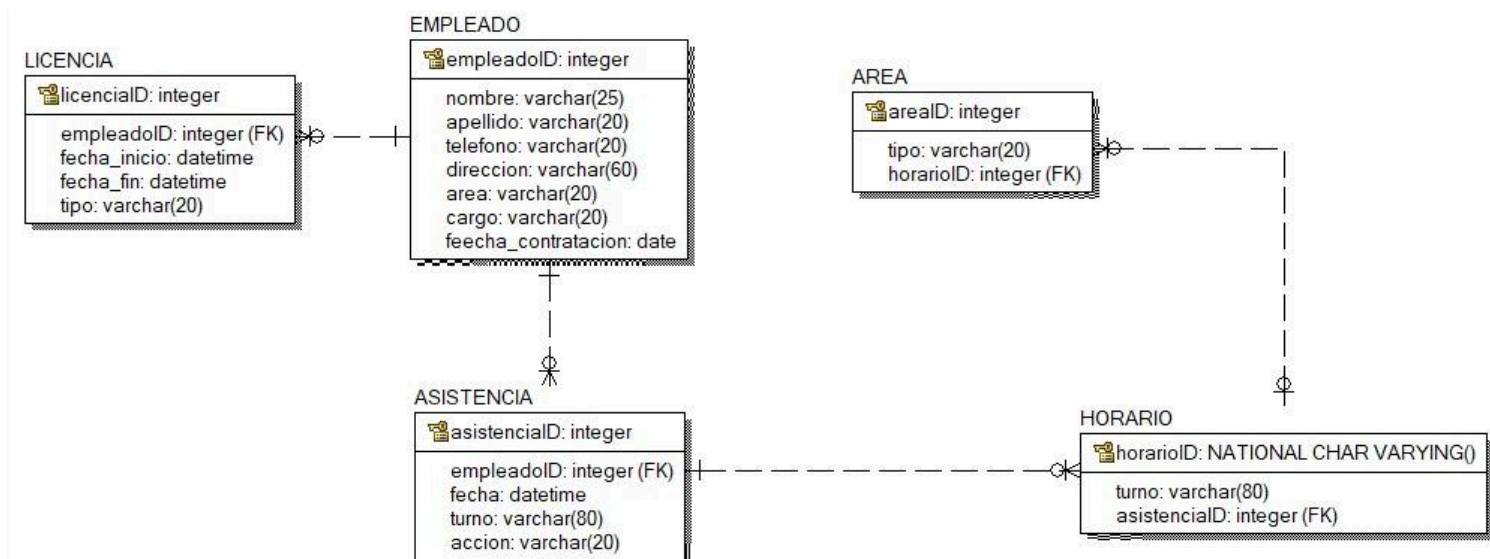 LICENCIA
licenciaID: integer
empleadoID: integer (FK)
fecha_inicio: datetime
fecha_fin: datetime
tipo: varchar(20)
EMPLEADO
empleadoID: integer
nombre: varchar(25)
apellido: varchar(20)
telefono: varchar(20)
direccion: varchar(60)
area: varchar(20)
cargo: varchar(20)
feecha_contratacion: date
AREA
areaID: integer
tipo: varchar(20)
horarioID: integer (FK)
ASISTENCIA
asistenciaID: integer
empleadoID: integer (FK)
fecha: datetime
turno: varchar(80)
accion: varchar(20)
HORARIO
horarioID: NATIONAL CHAR VARYING()
turno: varchar(80)
asistenciaID: integer (FK)